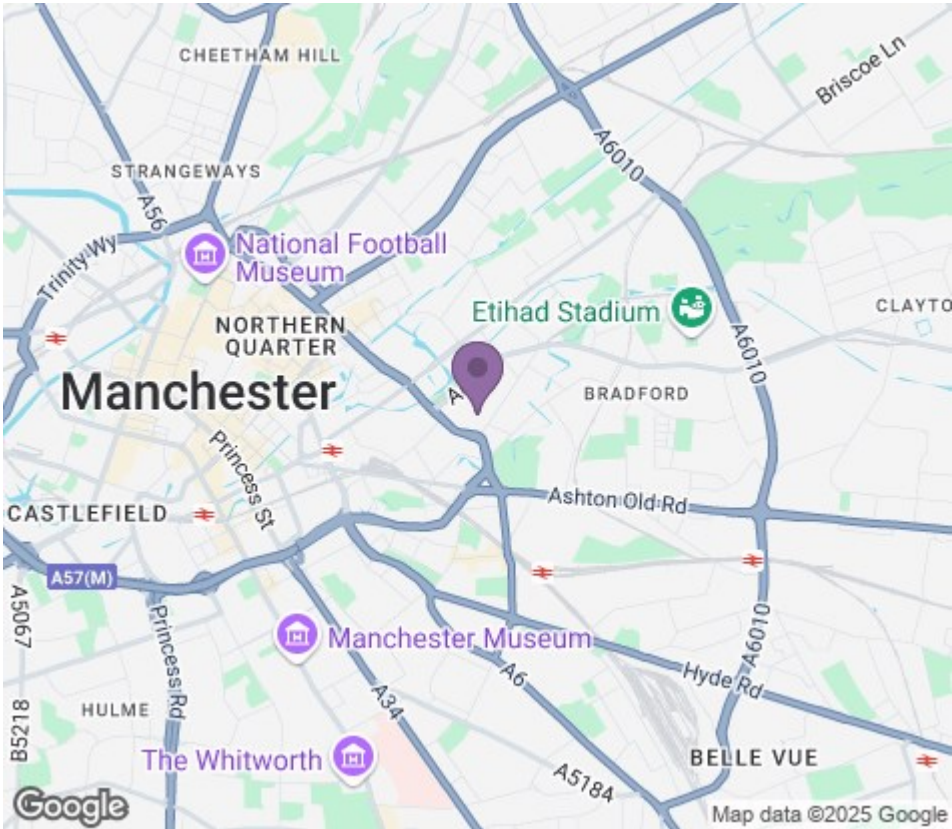 CHEETHAM HILL
Briscoe Ln
A6010
STRANGEWAYS
A56
National Football
Museum
Trinity Wy
Etihad Stadium
CLAYTO
NORTHERN
QUARTER
A6010
A
Manchester
BRADFORD
Princess St
Ashton Old Rd
CASTLEFIELD
A57(M)
A5067
Princess Rd
Manchester Museum
A6010
A6
Hyde Rd
A34
HULME
B5218
The Whitworth
BELLE VUE
A5184
Google
Map data ©2025 Google